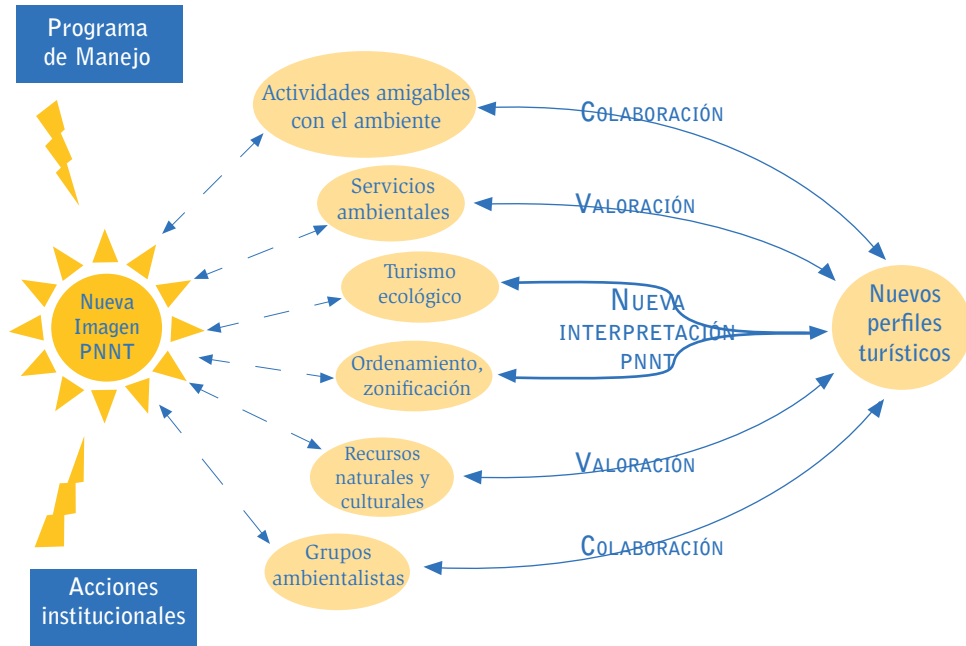 Programa
de Manejo
Actividades amigables
con el ambiente
COLABORACIÓN
Servicios
ambientales
VALORACIÓN
Turismo
ecológico
Nueva
Imagen
PNNT
NUEVA
INTERPRETACIÓN
PNNT
Nuevos
perfiles
turísticos
Ordenamiento,
zonificación
Recursos
naturales y
culturales
VALORACIÓN
Grupos
ambientalistas
COLABORACIÓN
Acciones
institucionales